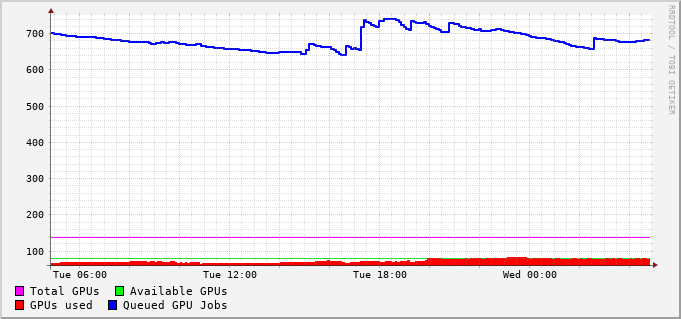 700
600
500
400
300
200
100
Tue 06:00 Tue 12:00 Tue 18:00 Wed 00:00
Total GPUs Available GPUs
GPUs used Queued GPU Jobs
RRDTOOL / TOBI OETIKER